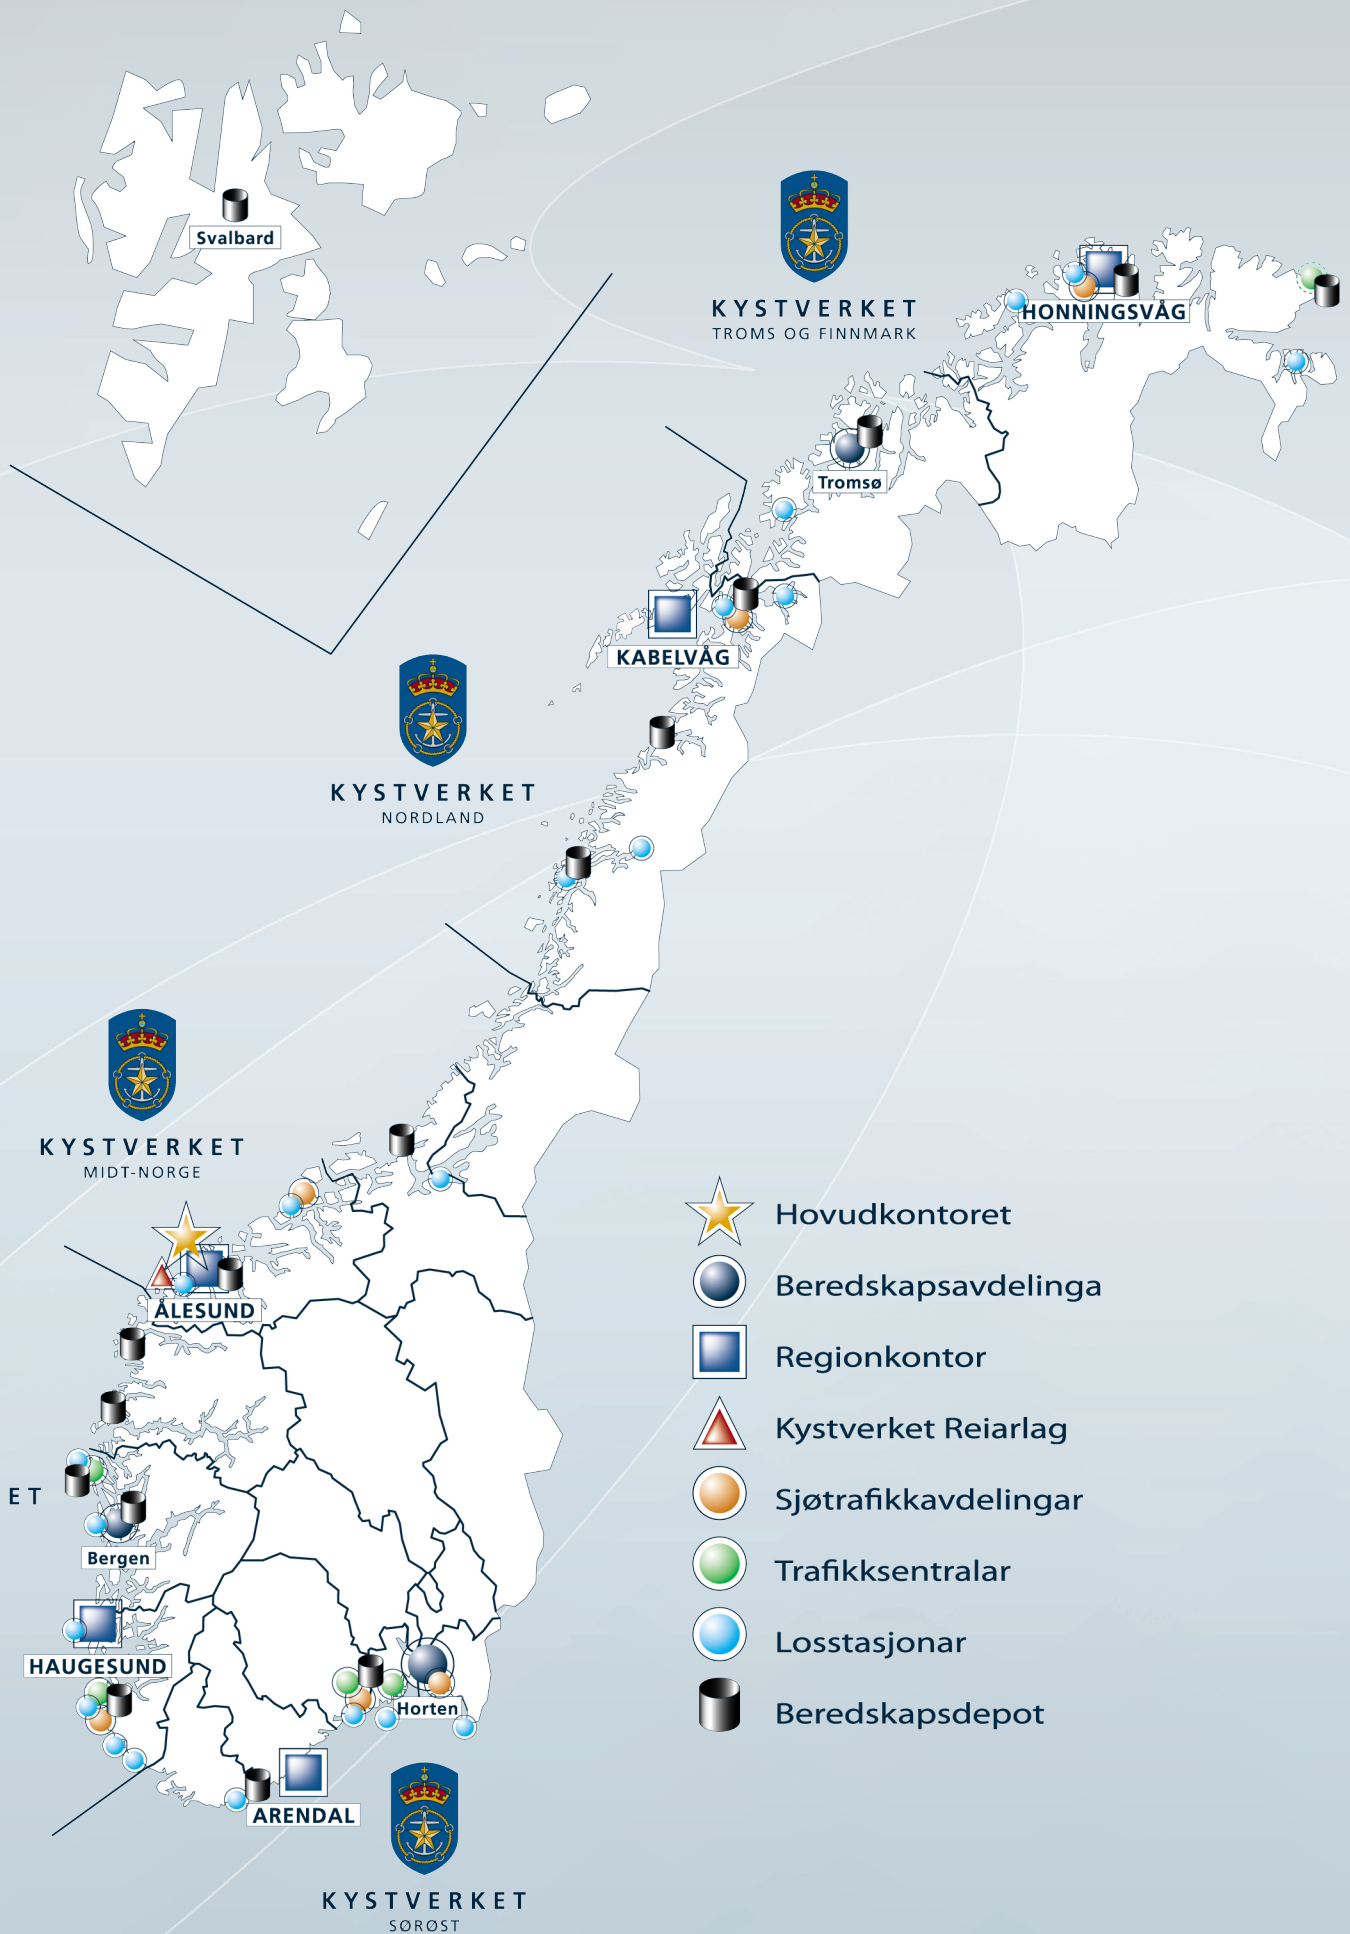 Svalbard
KYSTVERKET
TROMS OG FINNMARK
HONNINGSVÅG
Tromsø
KABELVÅG
KYSTVERKET
NORDLAND
KYSTVERKET
MIDT-NORGE
ÅLESUND
ET
Bergen
HAUGESUND
Horten
ARENDAL
KYSTVERKET
SØRØST
Hovudkontoret
Beredskapsavdelinga
Regionkontor
Kystverket Reiarlag
Sjøtrafikkavdelingar
Trafikksentralar
Losstasjonar
Beredskapsdepot